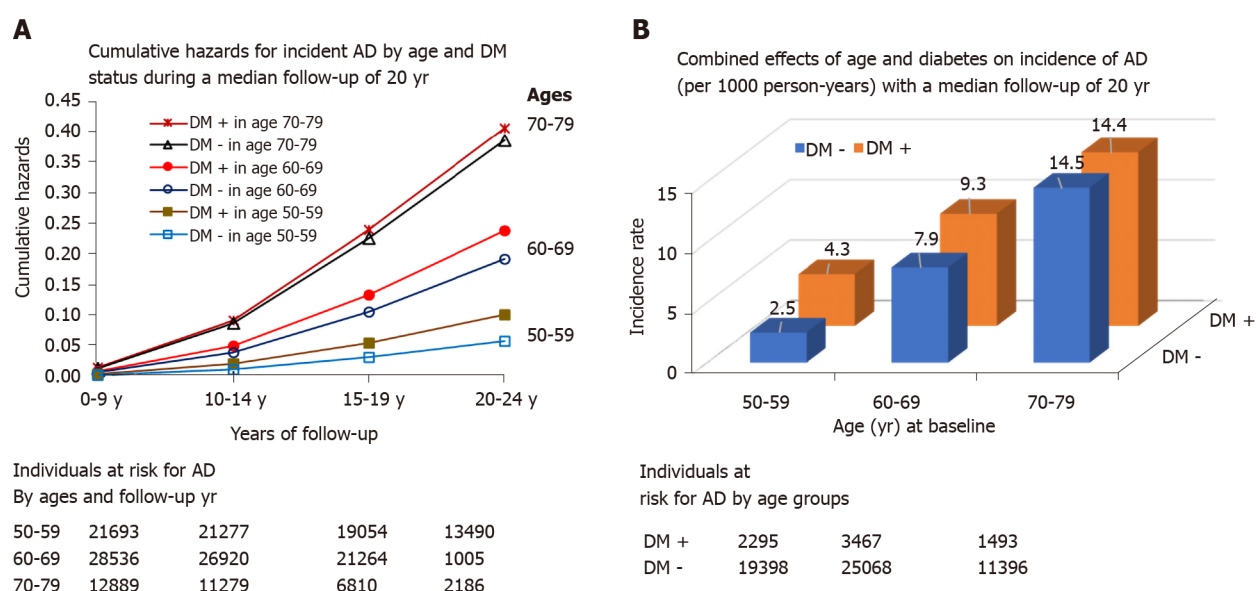 A
Cumulative hazards for incident AD by age and DM
status during a median follow-up of 20 yr
Cumulative hazards
0.45
0.40
0.35
0.30
0.25
0.20
0.15
0.10
0.05
0.00
DM + in age 70-79
DM - in age 70-79
DM + in age 60-69
DM - in age 60-69
DM + in age 50-59
DM - in age 50-59
Ages
70-79
60-69
50-59
0-9 y 10-14 y 15-19 y 20-24 y
Years of follow-up
Individuals at risk for AD
By ages and follow-up yr
50-59 21693 21277 19054 13490
60-69 28536 26920 21264 1005
70-79 12889 11279 6810 2186
B
Combined effects of age and diabetes on incidence of AD
(per 1000 person-years) with a median follow-up of 20 yr
DM - DM +
Incidence rate
15
10
5
0
2.5
4.3
7.9
9.3
14.5
14.4
DM +
DM -
50-59 60-69 70-79
Age (yr) at baseline
Individuals at
risk for AD by age groups
DM + 2295 3467 1493
DM - 19398 25068 11396